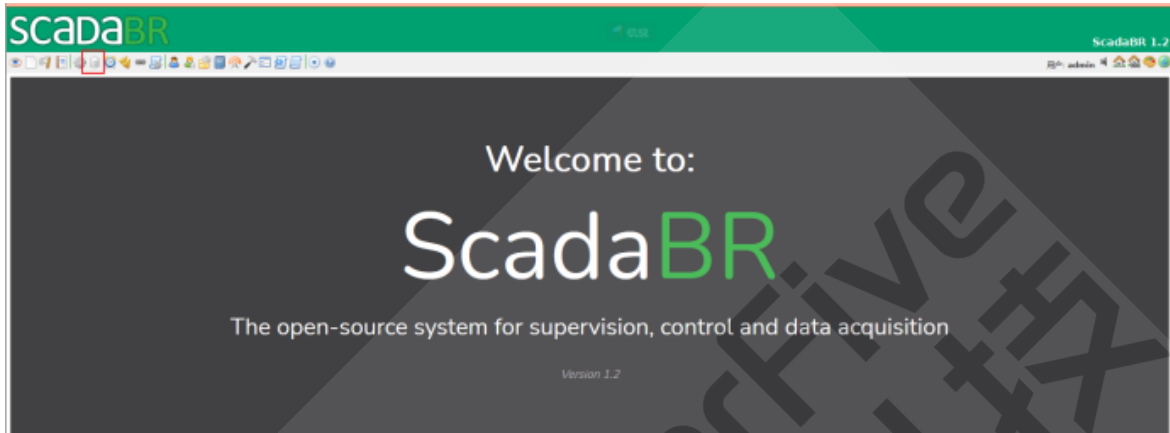 SCADABR
ScadaBR 1.2
admin
Welcome to:
ScadaBR
The open-source system for supervision, control and data acquisition
Version 1.2